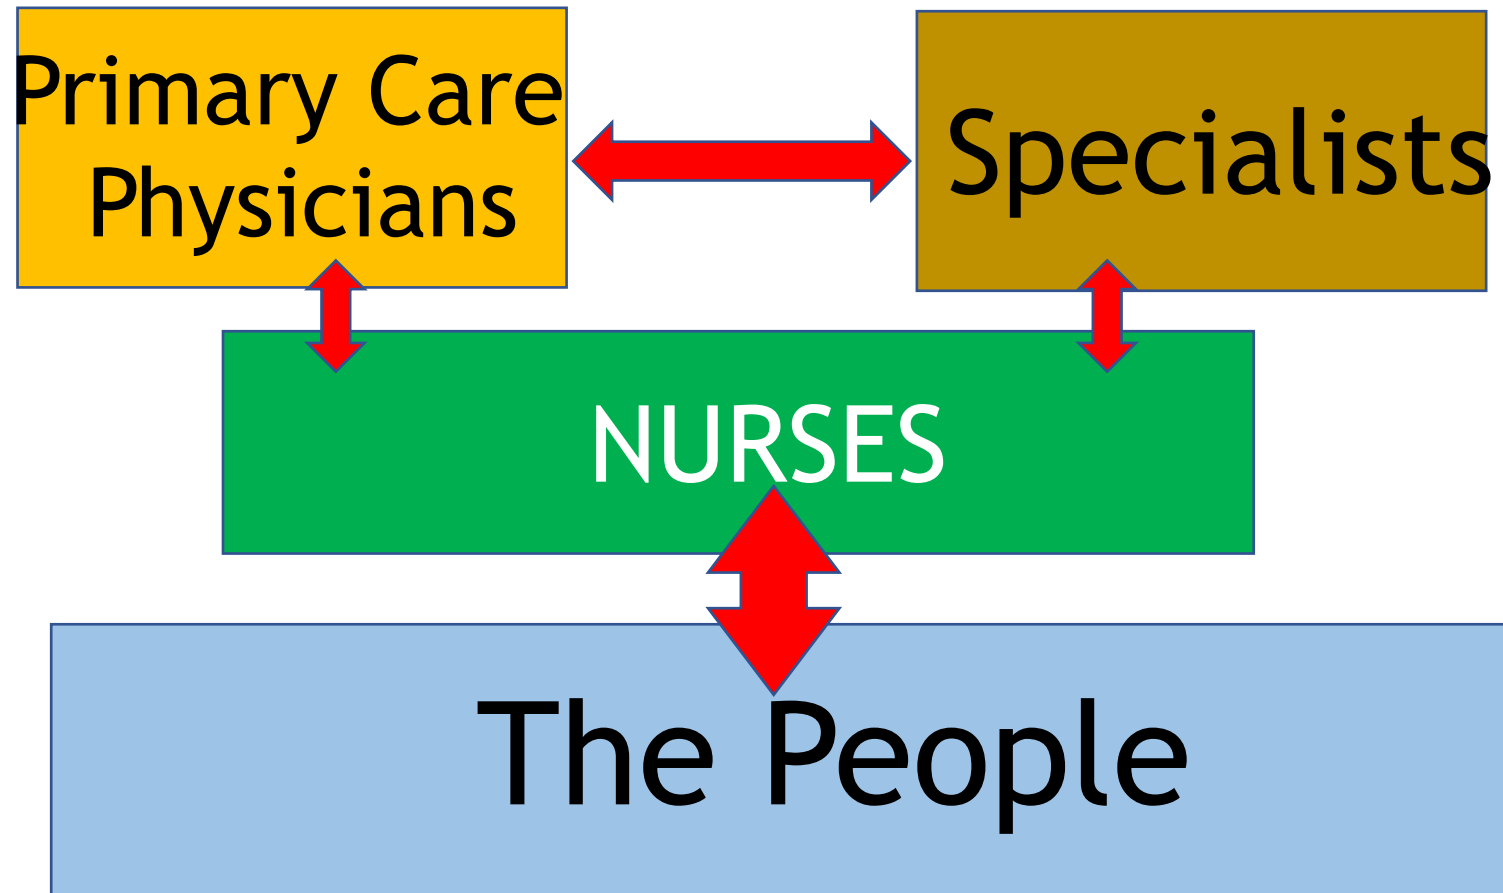 Primary Care
Physicians
Specialists
NURSES
The People